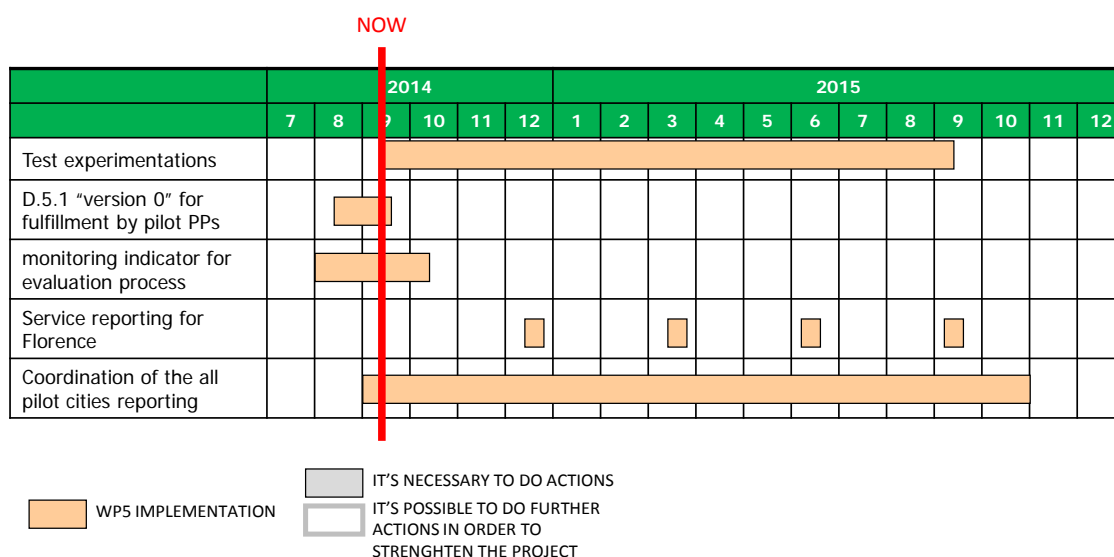 NOW
2014 2015
7 8 9 10 11 12 1 2 3 4 5 6 7 8 9 10 11 12
Test experimentations
D.5.1 “version 0” for
fulfillment by pilot PPs
monitoring indicator for
evaluation process
Service reporting for
Florence
Coordination of the all
pilot cities reporting
WP5 IMPLEMENTATION
IT’S NECESSARY TO DO ACTIONS
IT’S POSSIBLE TO DO FURTHER
ACTIONS IN ORDER TO
STRENGHTEN THE PROJECT